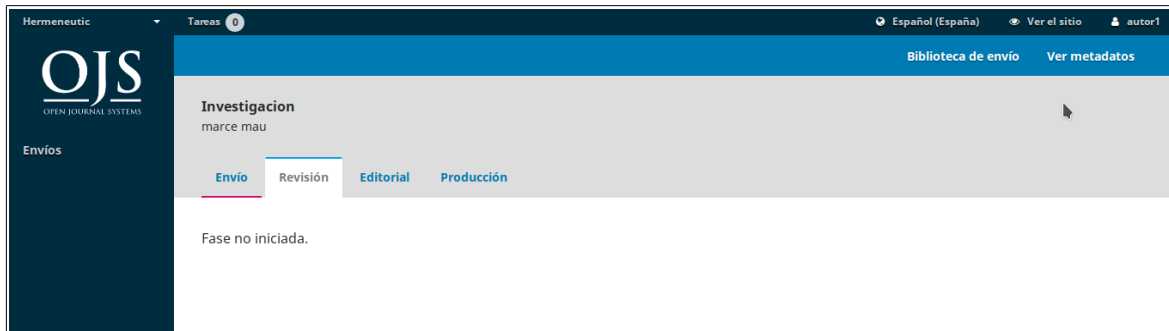 Hermeneutic
Tareas 0
Español (España)
Ver el sitio
autor1
OJS
OPEN JOURNAL SYSTEMS
Biblioteca de envío
Ver metadatos
Investigacion
marce mau
Envíos
Envío
Revisión
Editorial
Producción
Fase no iniciada.